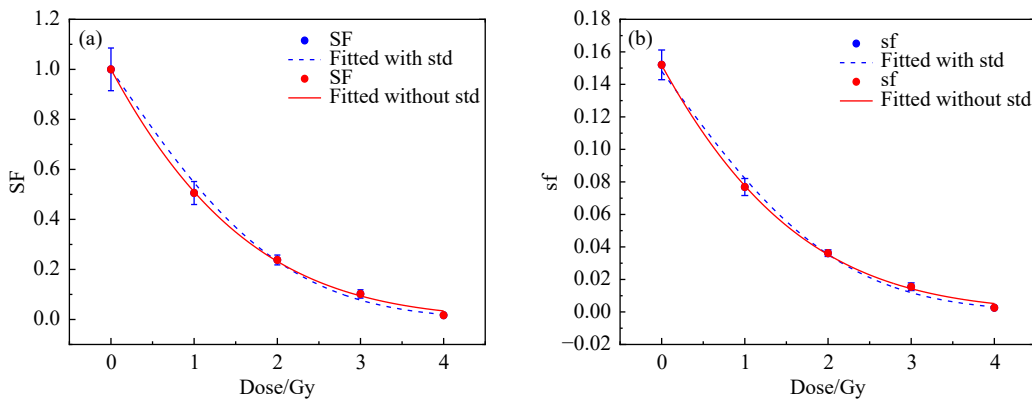 (a)
SF
Fitted with std
SF
Fitted without std
1.2
1.0
0.8
0.6
0.4
0.2
0.0
SF
0 1 2 3 4
Dose/Gy
(b)
sf
Fitted with std
sf
Fitted without std
0.18
0.16
0.14
0.12
0.10
0.08
0.06
0.04
0.02
0.00
−0.02
sf
0 1 2 3 4
Dose/Gy